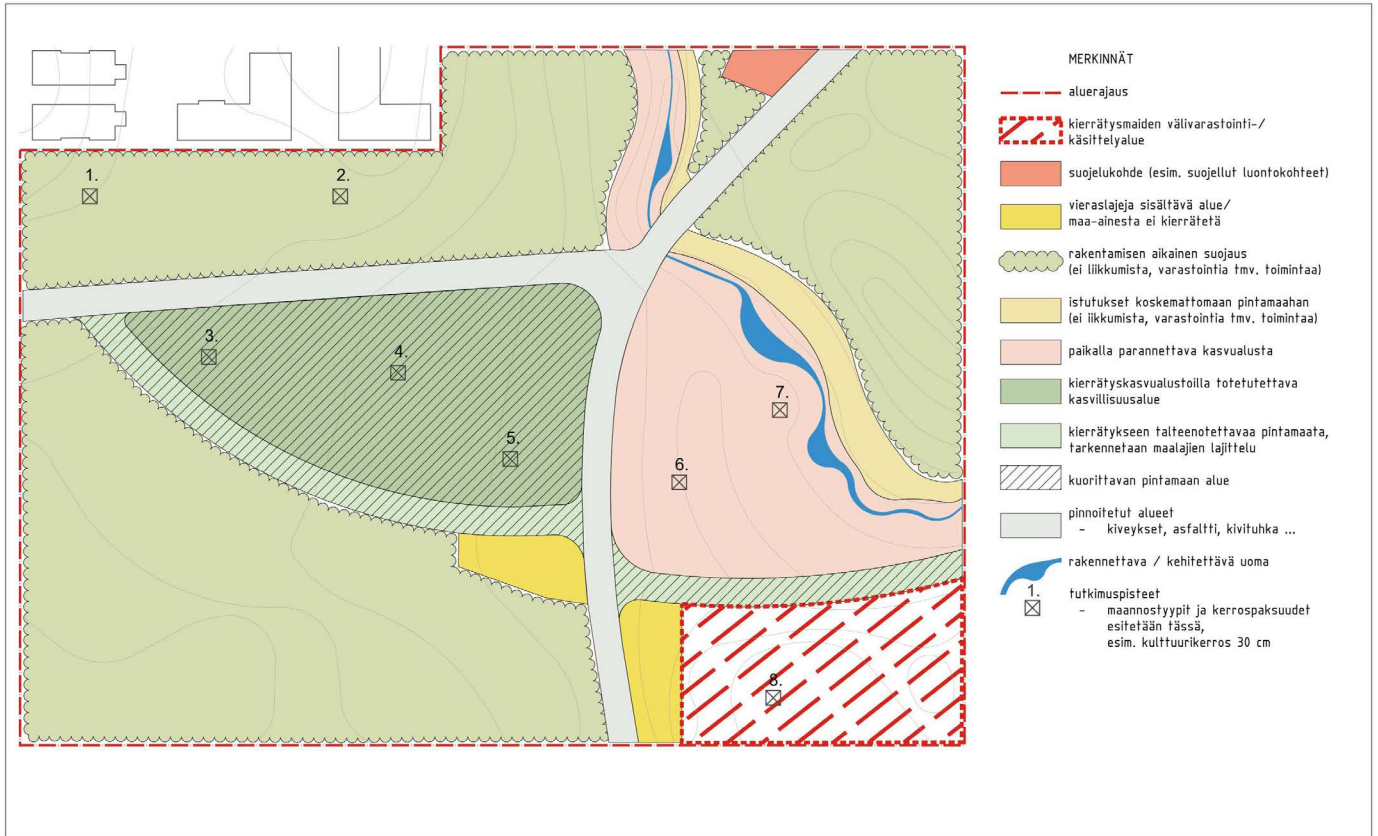 1.
2.
3.
4.
5.
6.
7.
8.
MERKINNÄT
aluerajaus
kierrätysmaiden välivarastointi-/
käsittelyalue
suojelukohde (esim. suojellut luontokohteet)
vieraslajeja sisältävä alue/
maa-ainesta ei kierrätetä
rakentamisen aikainen suojaus
(ei liikkumista, varastointia tmv. toimintaa)
istutukset koskemattomaan pintamaahan
(ei iikkumista, varastointia tmv. toimintaa)
paikalla parannettava kasvualusta
kierrätyskasvualustoilla totetutettava
kasvillisuusalue
kierrätykseen talteenotettavaa pintamaata,
tarkennetaan maalajien lajittelu
kuorittavan pintamaan alue
pinnoitetut alueet
- kiveykset, asfaltti, kivituhka ...
rakennettava / kehitettävä uoma
1.
tutkimuspisteet
- maannostyypit ja kerrospaksuudet
esitetään tässä,
esim. kulttuurikerros 30 cm